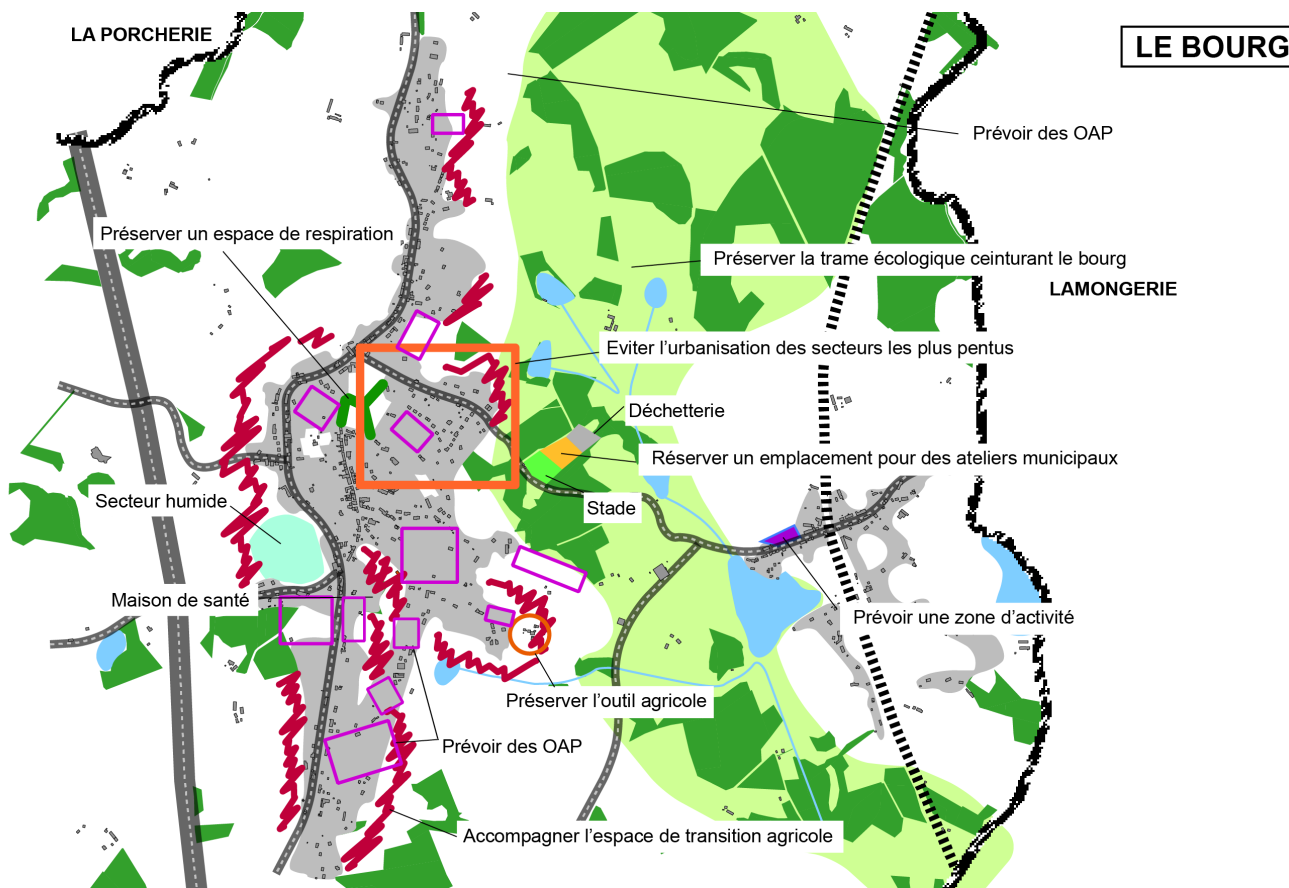 LA PORCHERIE
LE BOURG
Prévoir des OAP
Préserver un espace de respiration
Préserver la trame écologique ceinturant le bourg
LAMONGERIE
Eviter l’urbanisation des secteurs les plus pentus
Déchetterie
Réserver un emplacement pour des ateliers municipaux
Secteur humide
Stade
Maison de santé
Prévoir une zone d’activité
Préserver l’outil agricole
Prévoir des OAP
Accompagner l’espace de transition agricole